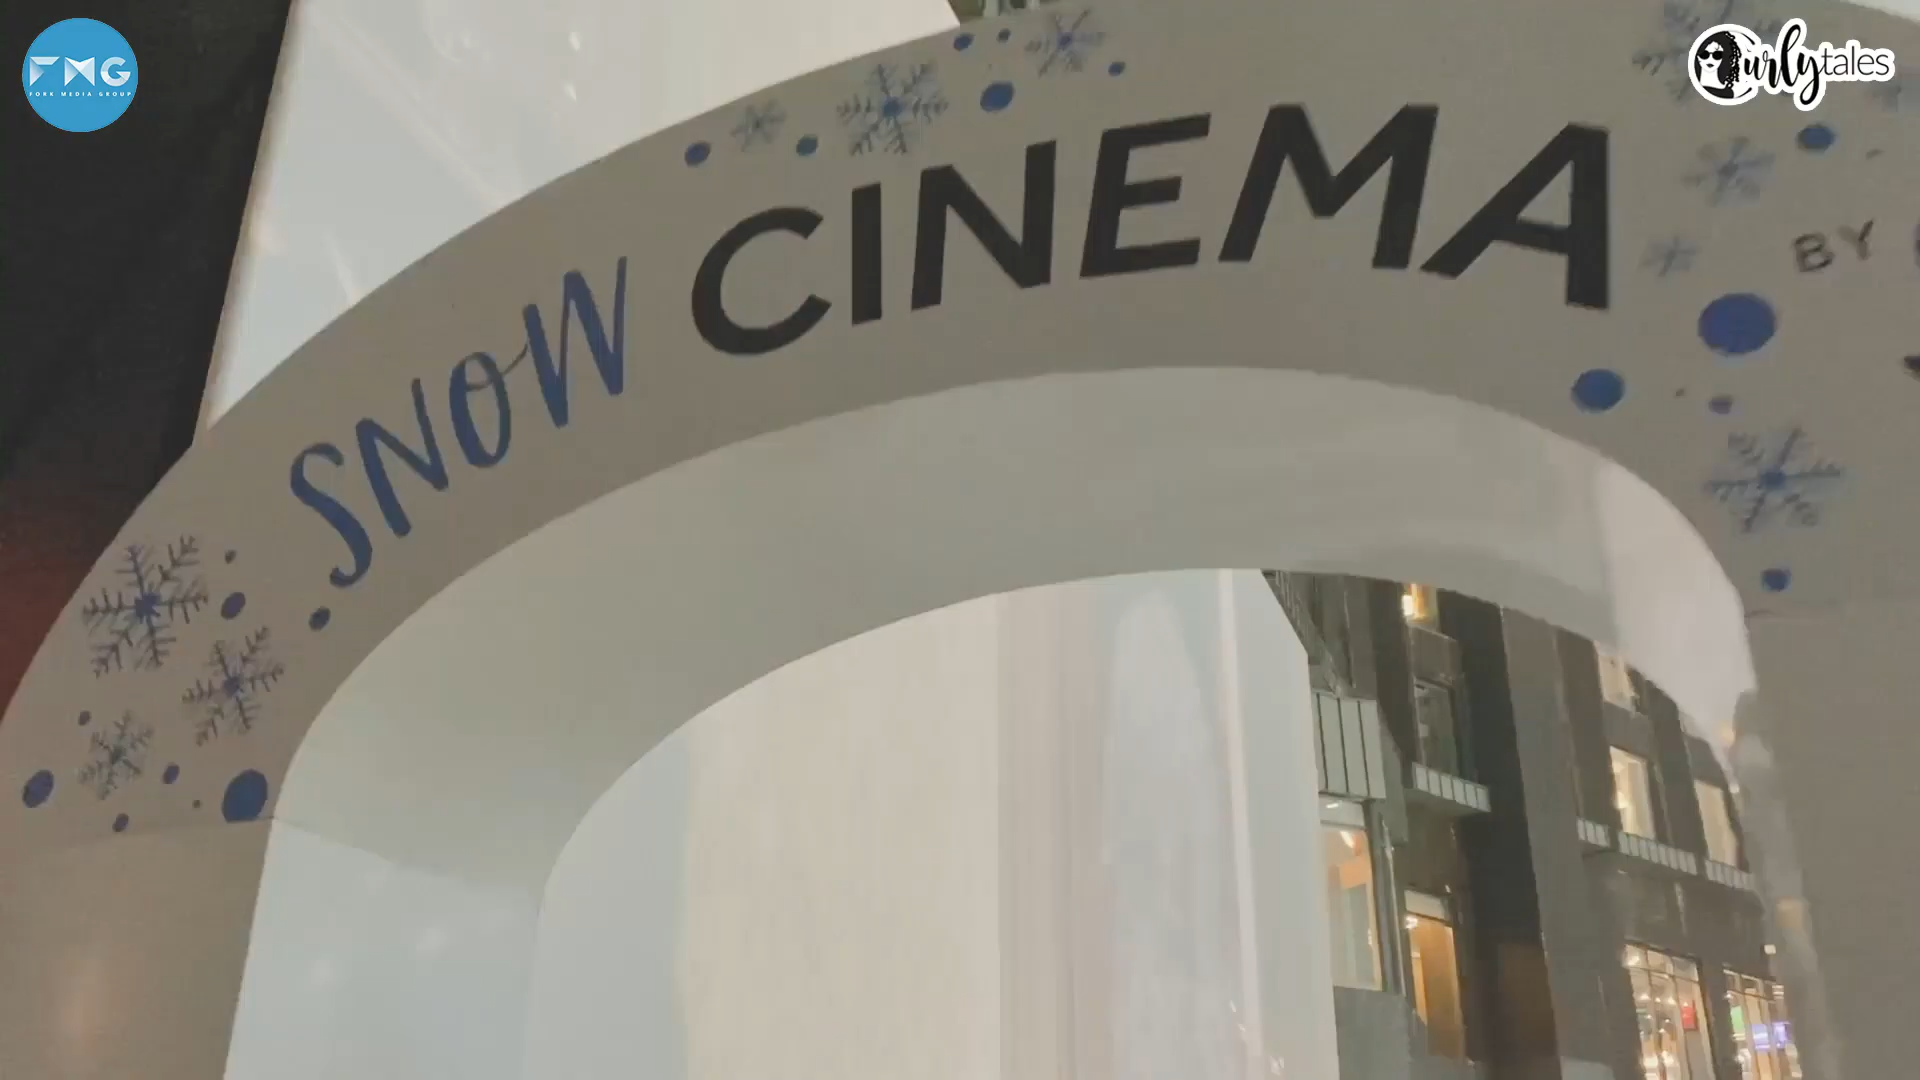 FMG
FORK MEDIA GROUP
Curlytales
SNOW CINEMA
BY